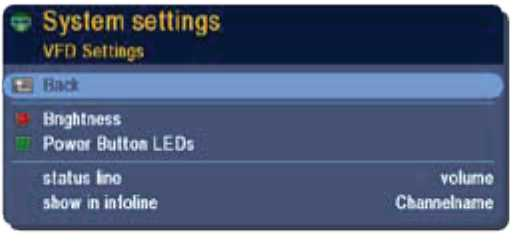 System settings
VFD Settings
Back
Brightness
Power Button LEDs
status line volume
show in infoline Channelname